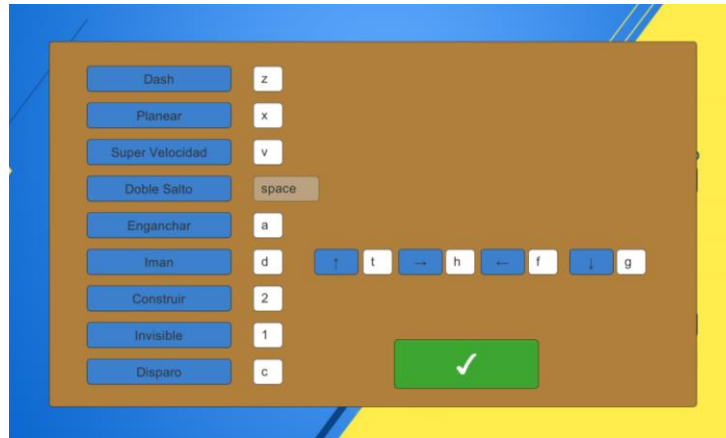 Dash z
Planear x
Super Velocidad v
Doble Salto space
Enganchar a
Iman d ↑ t → h ← f ↓ g
Construir 2
Invisible 1
Disparo c